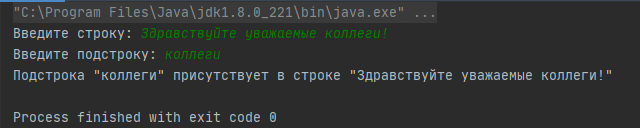 "C:\Program Files\Java\jdk1.8.0_221\bin\java.exe" ...
Введите строку: Здравствуйте уважаемые коллеги!
Введите подстроку: коллеги
Подстрока "коллеги" присутствует в строке "Здравствуйте уважаемые коллеги!"
Process finished with exit code 0